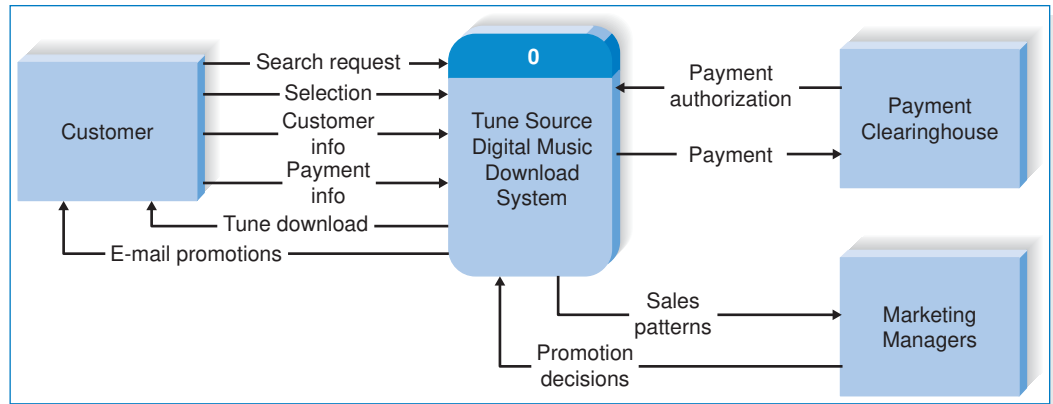 Customer
Search request
Selection
Customer
info
Payment
info
Tune download
E-mail promotions
0
Tune Source
Digital Music
Download
System
Payment
authorization
Payment
Payment
Clearinghouse
Sales
patterns
Promotion
decisions
Marketing
Managers